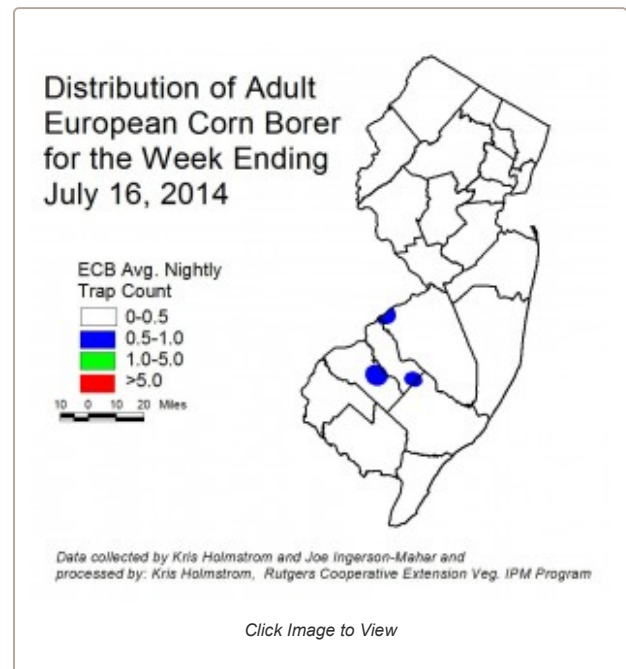 Distribution of Adult
European Corn Borer
for the Week Ending
July 16, 2014
ECB Avg. Nightly
Trap Count
0-0.5
0.5-1.0
1.0-5.0
>5.0
10 0 10 20 Miles
Data collected by Kris Holmstrom and Joe Ingerson-Mahar and
processed by: Kris Holmstrom, Rutgers Cooperative Extension Veg. IPM Program
Click Image to View